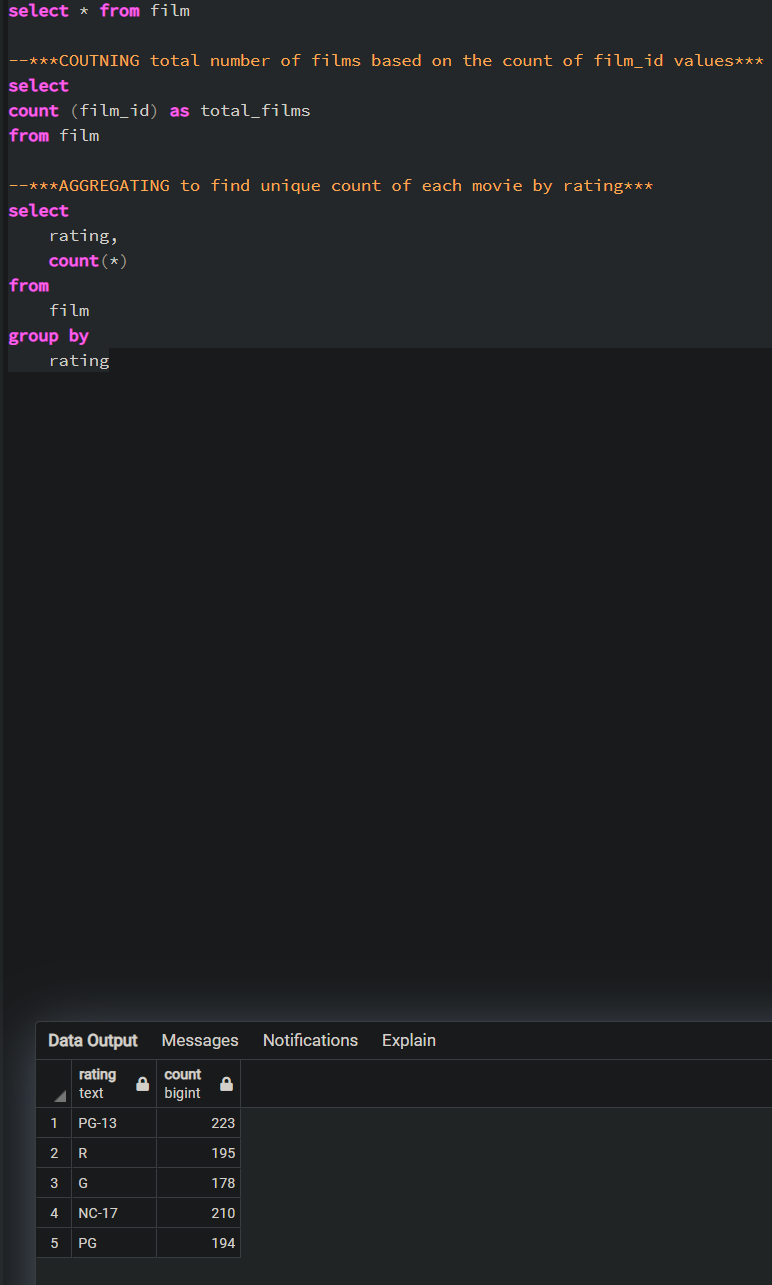 select * from film
--***COUTNING total number of films based on the count of film_id values***
select
count (film_id) as total_films
from film
--***AGGREGATING to find unique count of each movie by rating***
select
rating,
count(*)
from
film
group by
rating
Data Output Messages Notifications Explain
rating count
text bigint
1 PG-13 223
2 R 195
3 G 178
4 NC-17 210
5 PG 194